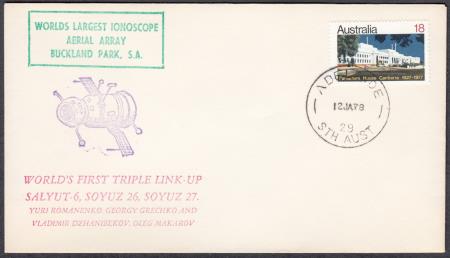 WORLDS LARGEST IONOSCOPE
AERIAL ARRAY
BUCKLAND PARK, S.A.
Australia 18
Parliament House Canberra 1927-1977
ADELAIDE
12 JA 78
29
STH AUST
WORLD'S FIRST TRIPLE LINK-UP
SALYUT-6, SOYUZ 26, SOYUZ 27.
YURI ROMANENKO, GEORGY GRECHKO AND
VLADIMIR DZHANIBEKOV, OLEG MAKAROV